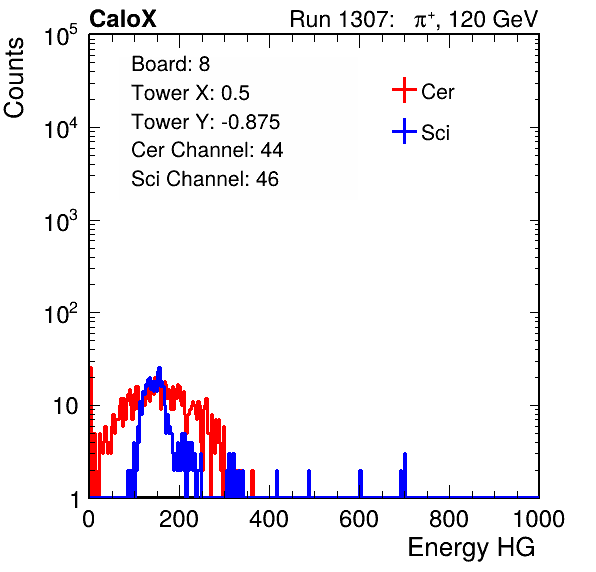 CaloX Run 1307: π⁺, 120 GeV
Counts
10⁵
10⁴
10³
10²
10
1
Board: 8
Tower X: 0.5
Tower Y: -0.875
Cer Channel: 44
Sci Channel: 46
Cer
Sci
0 200 400 600 800 1000
Energy HG